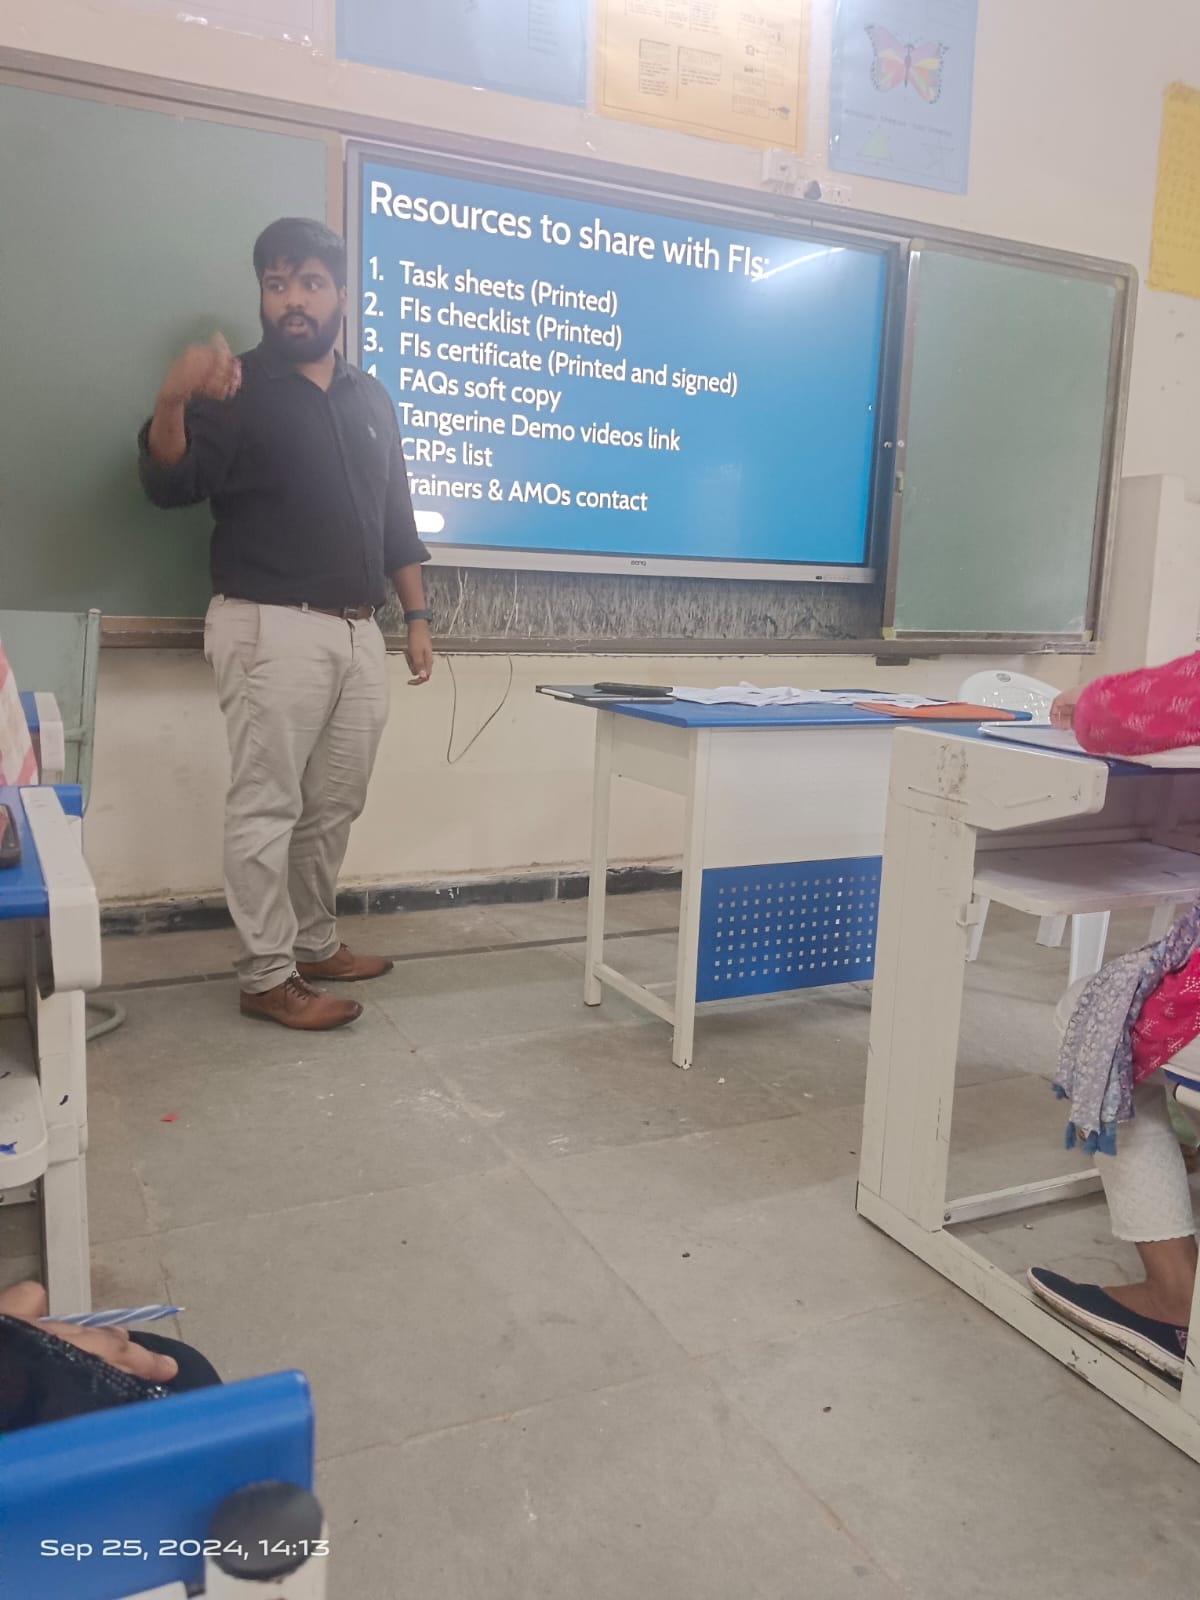 Resources to share with FIs:
1. Task sheets (Printed)
2. FIs checklist (Printed)
3. FIs certificate (Printed and signed)
FAQs soft copy
Tangerine Demo videos link
CRPs list
Trainers & AMOs contact
BenQ
Sep 25, 2024, 14:13